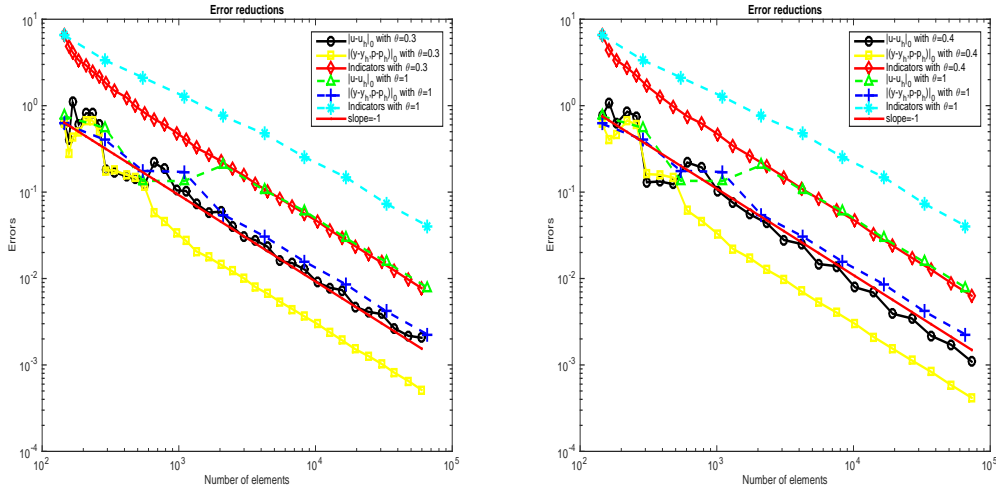 Error reductions
10^1
10^0
10^-1
10^-2
10^-3
10^-4
Errors
|u-u_h|_0 with θ=0.3
|(y-y_h,p-p_h)|_0 with θ=0.3
Indicators with θ=0.3
|u-u_h|_0 with θ=1
|(y-y_h,p-p_h)|_0 with θ=1
Indicators with θ=1
slope=-1
10^2 10^3 10^4 10^5
Number of elements
Error reductions
10^1
10^0
10^-1
10^-2
10^-3
10^-4
Errors
|u-u_h|_0 with θ=0.4
|(y-y_h,p-p_h)|_0 with θ=0.4
Indicators with θ=0.4
|u-u_h|_0 with θ=1
|(y-y_h,p-p_h)|_0 with θ=1
Indicators with θ=1
slope=-1
10^2 10^3 10^4 10^5
Number of elements